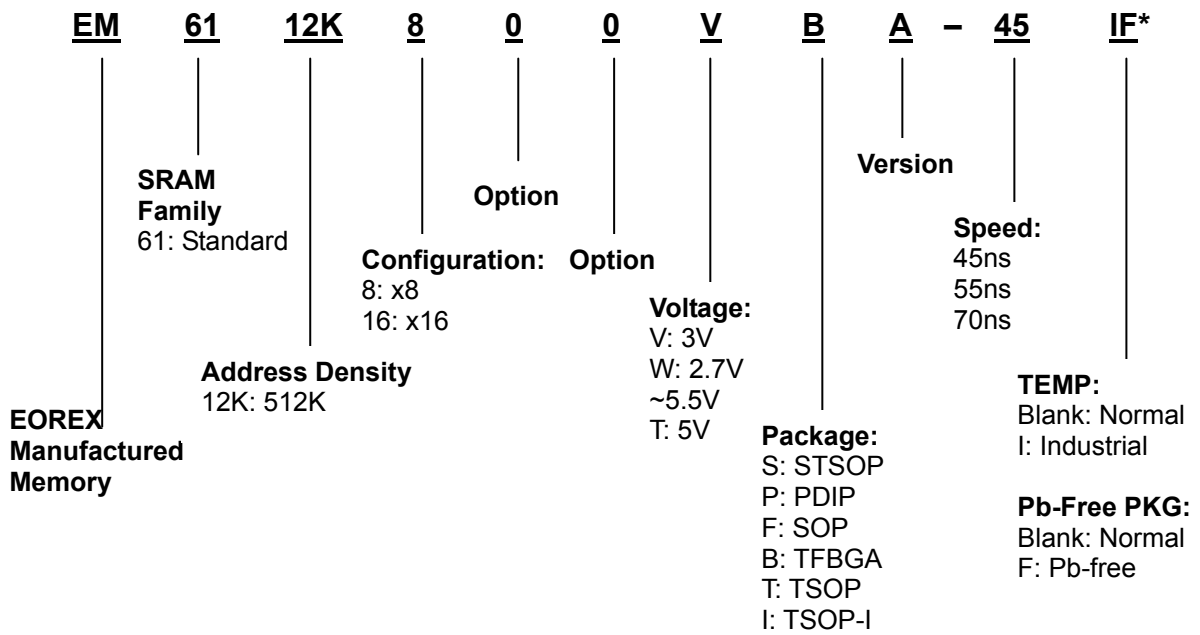 EM 61 12K 8 0 0 V B A – 45 IF*
SRAM
Family
61: Standard
Option
Version
Configuration:
8: x8
16: x16
Option
Speed:
45ns
55ns
70ns
Voltage:
V: 3V
W: 2.7V
~5.5V
T: 5V
Address Density
12K: 512K
TEMP:
Blank: Normal
I: Industrial
EOREX
Manufactured
Memory
Package:
S: STSOP
P: PDIP
F: SOP
B: TFBGA
T: TSOP
I: TSOP-I
Pb-Free PKG:
Blank: Normal
F: Pb-free